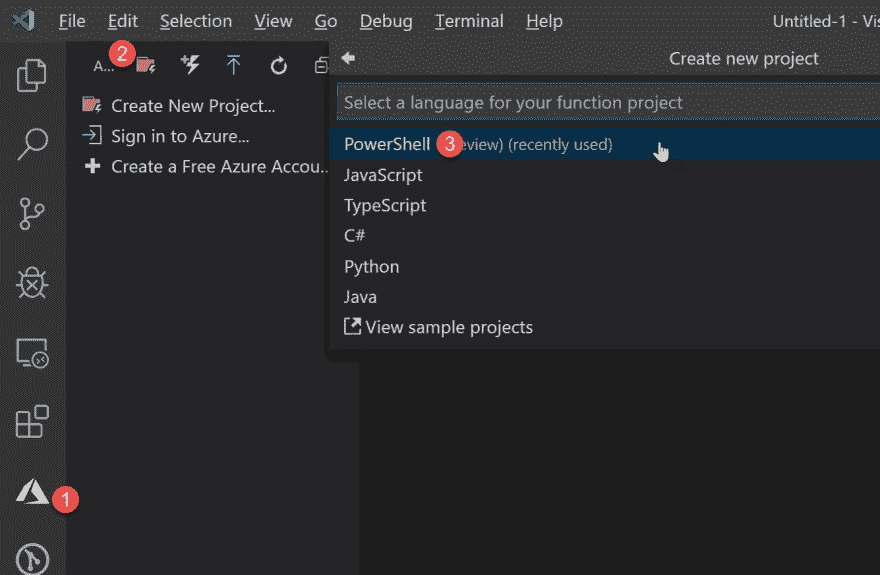 File Edit Selection View Go Debug Terminal Help Untitled-1 - Vis
2
A...
Create new project
Create New Project...
Sign in to Azure...
Create a Free Azure Accou...
Select a language for your function project
PowerShell 3 eview) (recently used)
JavaScript
TypeScript
C#
Python
Java
View sample projects
1